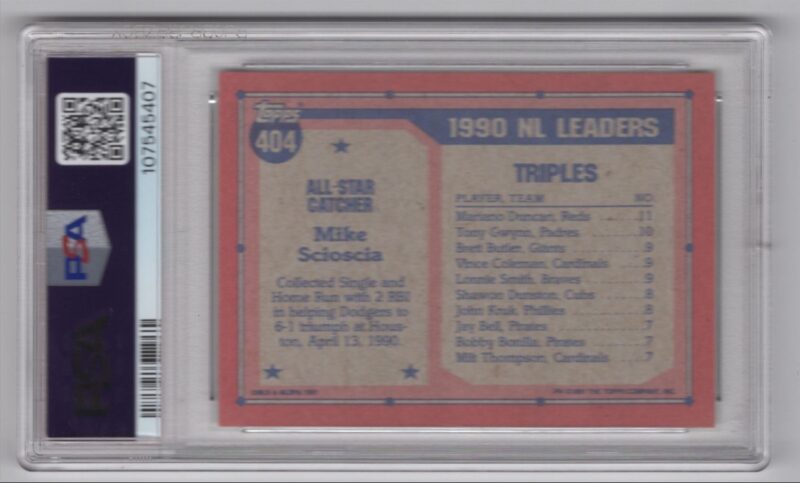 107545407
PSA
PSA
Topps
404
ALL-STAR
CATCHER
Mike
Scioscia
Collected Single and
Home Run with 2 RBI
in helping Dodgers to
6-1 triumph at Hous-
ton, April 13, 1990.
1990 NL LEADERS
TRIPLES
PLAYER, TEAM NO.
Mariano Duncan, Reds ....11
Tony Gwynn, Padres ....10
Brett Butler, Giants ....9
Vince Coleman, Cardinals ....9
Lonnie Smith, Braves ....9
Shawon Dunston, Cubs ....8
John Kruk, Phillies ....8
Jay Bell, Pirates ....7
Bobby Bonilla, Pirates ....7
Milt Thompson, Cardinals ....7